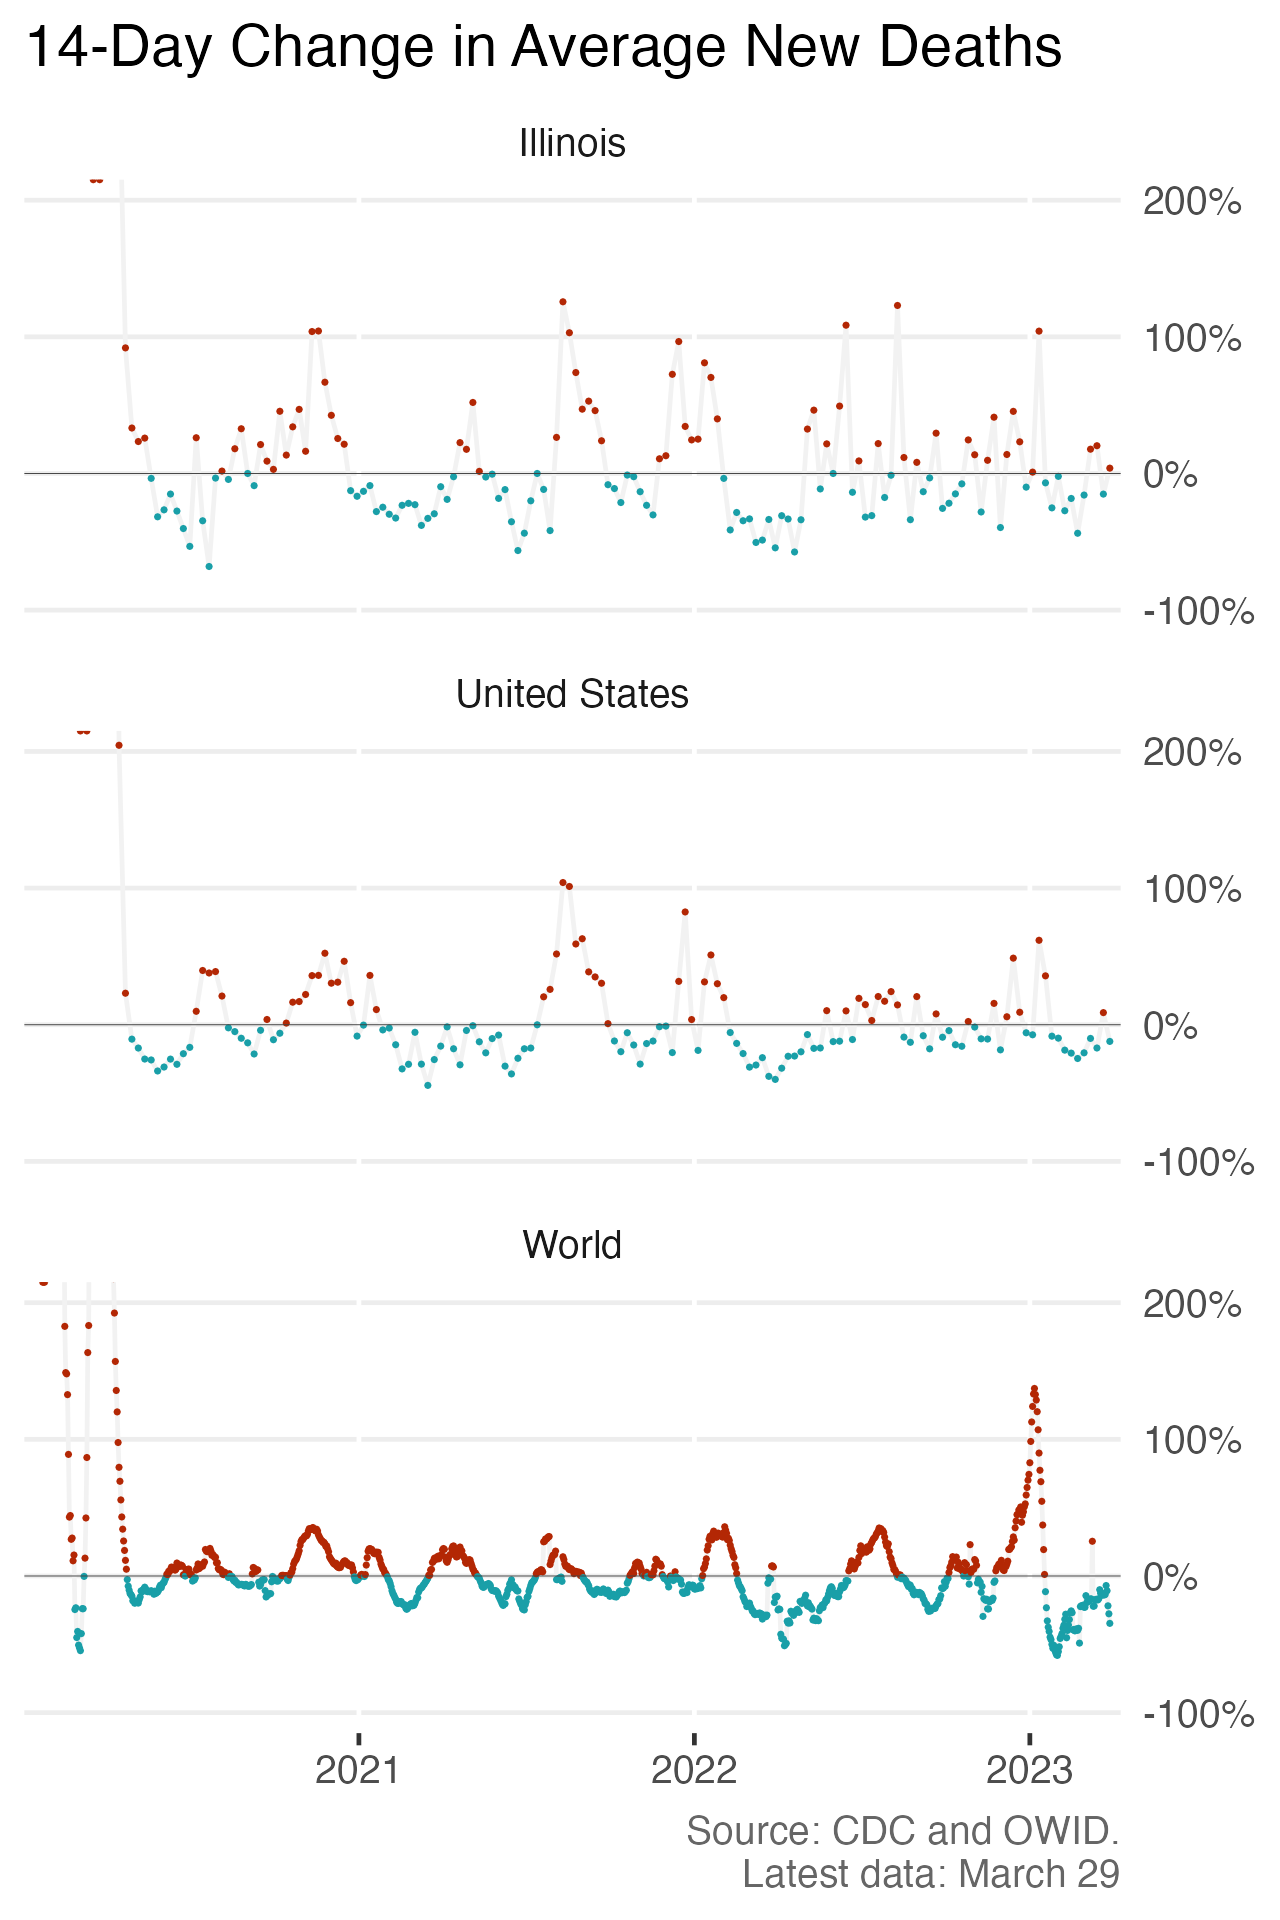 14-Day Change in Average New Deaths
Illinois
200%
100%
0%
-100%
United States
200%
100%
0%
-100%
World
200%
100%
0%
-100%
2021 2022 2023
Source: CDC and OWID.
Latest data: March 29